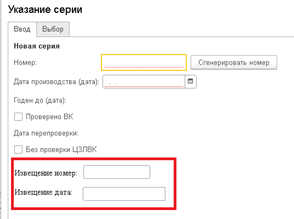 Указание серии
Ввод Выбор
Новая серия
Номер: Сгенерировать номер
Дата производства (дата): . .
Годен до (дата):
Проверено ВК
Дата перепроверки:
Без проверки ЦЗЛВК
Извещение номер:
Извещение дата: